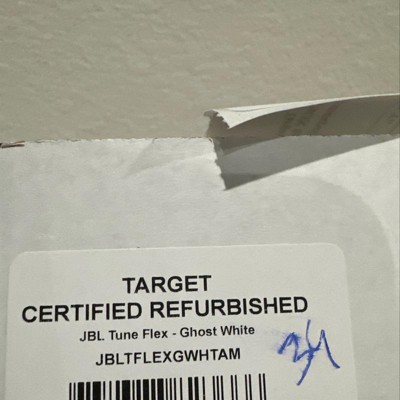 TARGET
CERTIFIED REFURBISHED
JBL Tune Flex - Ghost White
JBLTFLEXGWHTAM